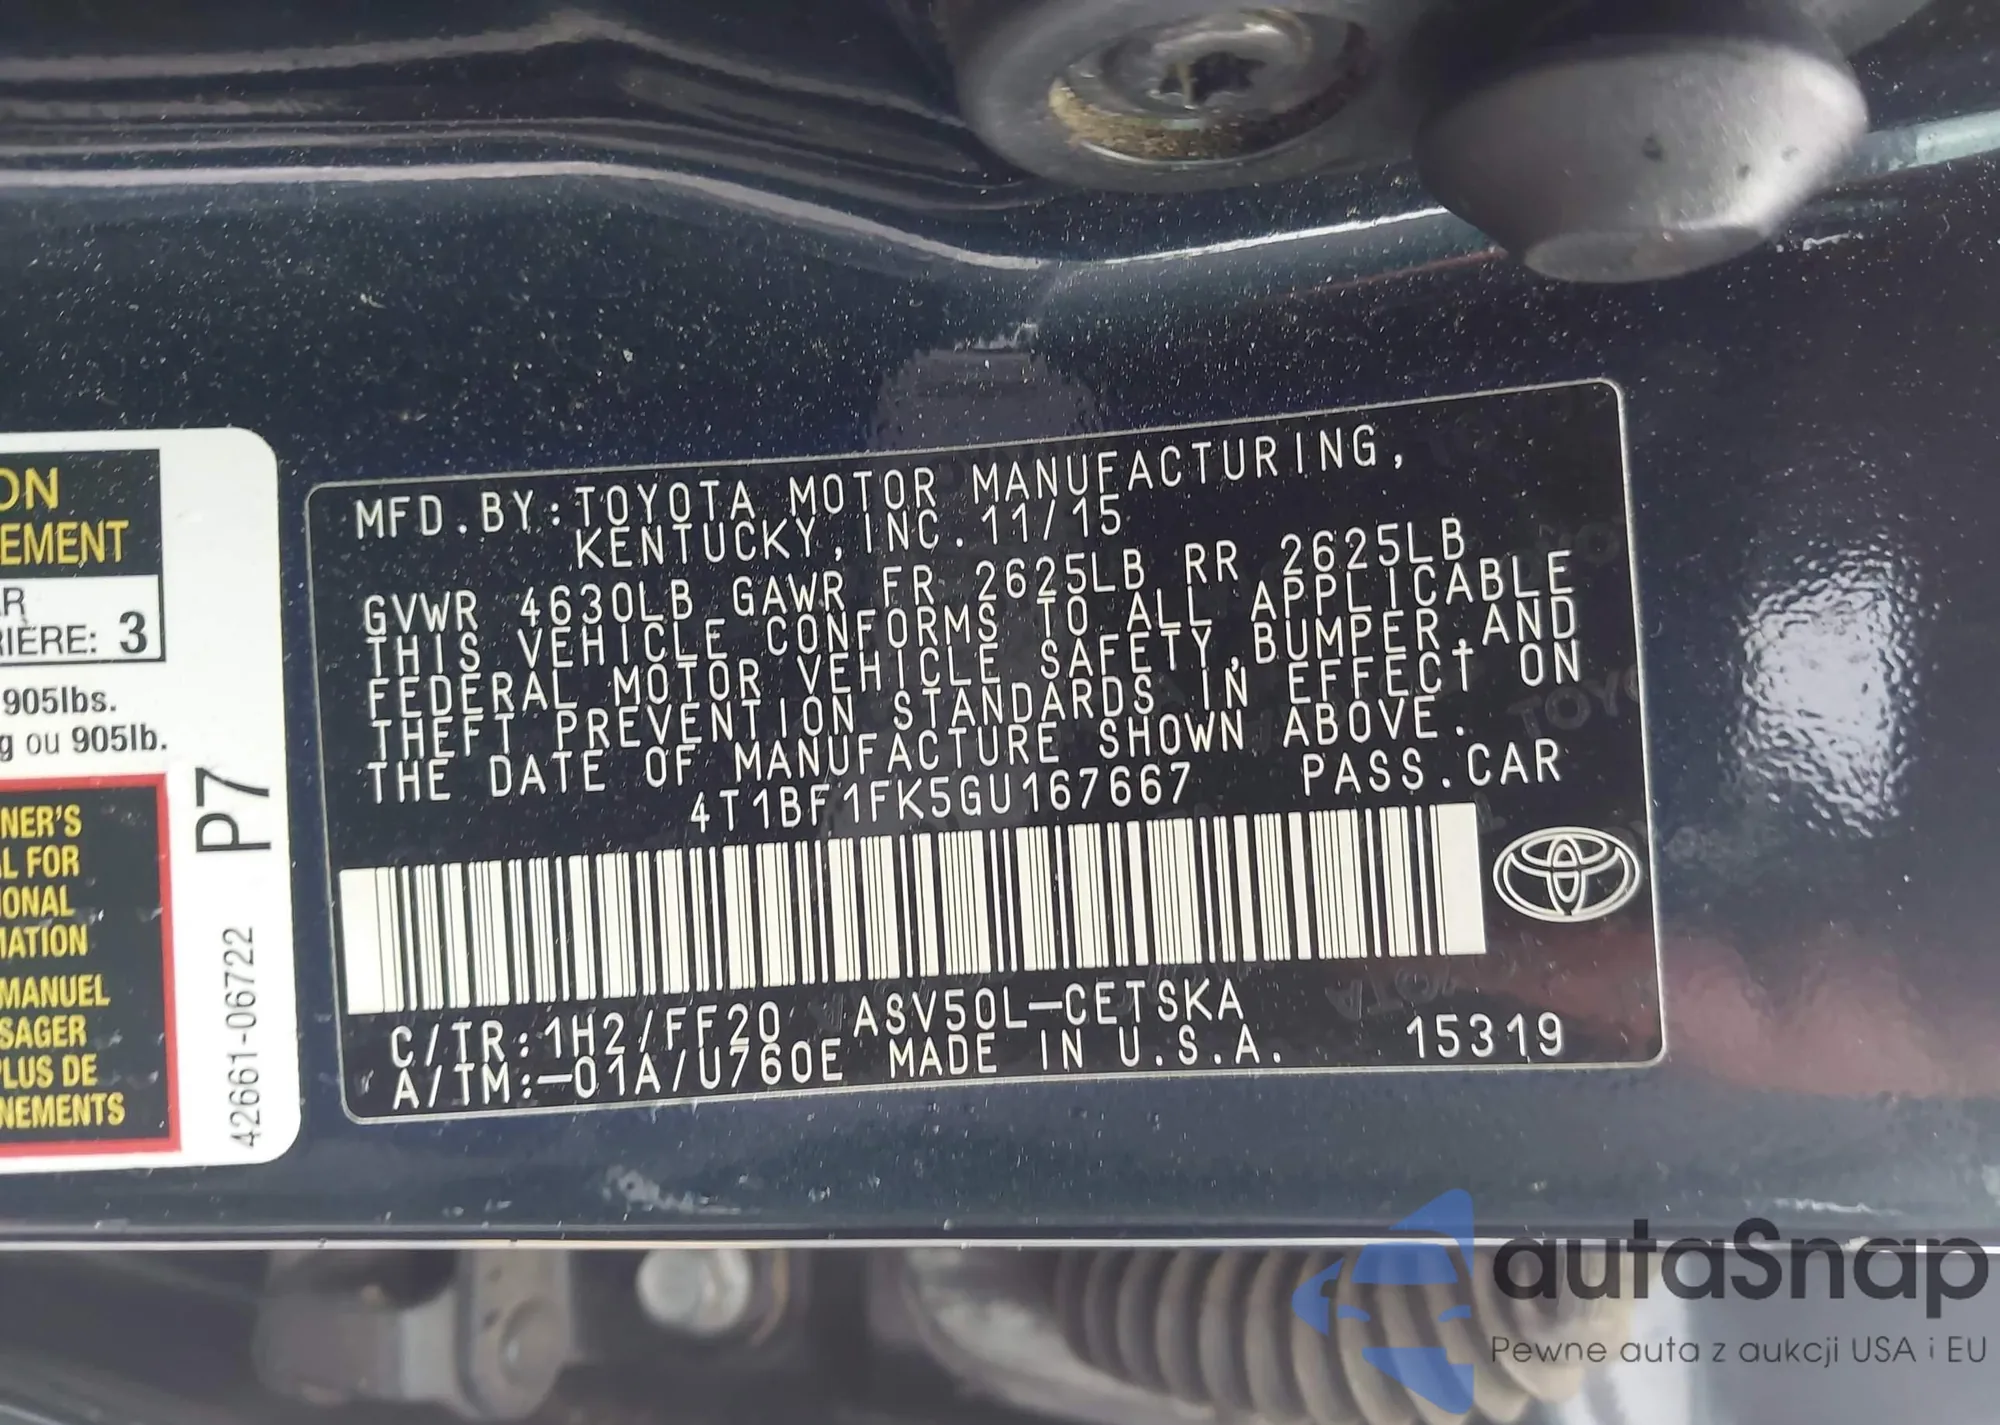 ON
EMENT
AR
RIÈRE: 3
905lbs.
g ou 905lb.
NER'S
L FOR
ONAL
MATION
MANUEL
SAGER
PLUS DE
NEMENTS
P7
42661-06722
MFD.BY:TOYOTA MOTOR MANUFACTURING,
KENTUCKY,INC.11/15
GVWR 4630LB GAWR FR 2625LB RR 2625LB
THIS VEHICLE CONFORMS TO ALL APPLICABLE
FEDERAL MOTOR VEHICLE SAFETY,BUMPER,AND
THEFT PREVENTION STANDARDS IN EFFECT ON
THE DATE OF MANUFACTURE SHOWN ABOVE.
4T1BF1FK5GU167667 PASS.CAR
C/TR:1H2/FF20 ASV50L-CETSKA
A/TM:-01A/U760E MADE IN U.S.A. 15319
autaSnap
Pewne auta z aukcji USA i EU